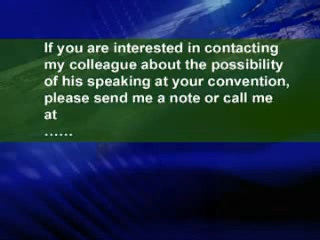 If you are interested in contacting
my colleague about the possibility
of his speaking at your convention,
please send me a note or call me
at
......